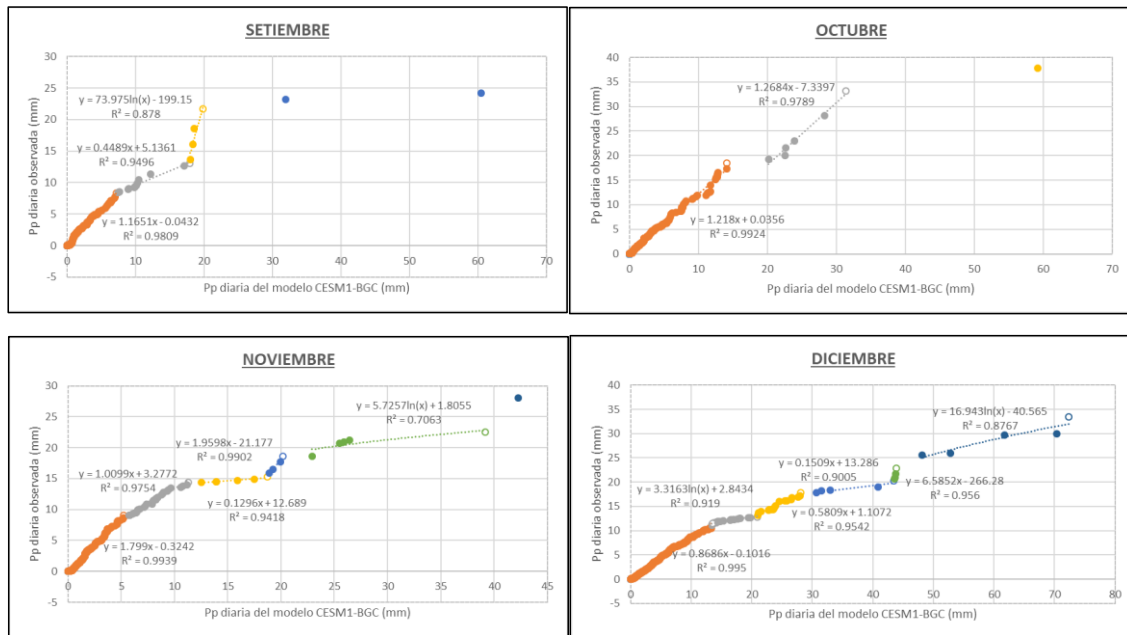 SETIEMBRE
30
25
20
15
10
5
0
-5
Pp diaria observada (mm)
y = 73.975ln(x) - 199.15
R² = 0.878
y = 0.4489x + 5.1361
R² = 0.9496
y = 1.1651x - 0.0432
R² = 0.9809
0 10 20 30 40 50 60 70
Pp diaria del modelo CESM1-BGC (mm)
OCTUBRE
40
35
30
25
20
15
10
5
0
-5
Pp diaria observada (mm)
y = 1.2684x - 7.3397
R² = 0.9789
y = 1.218x + 0.0356
R² = 0.9924
0 10 20 30 40 50 60 70
Pp diaria del modelo CESM1-BGC (mm)
NOVIEMBRE
30
25
20
15
10
5
0
-5
Pp diaria observada (mm)
y = 5.7257ln(x) + 1.8055
R² = 0.7063
y = 1.9598x - 21.177
R² = 0.9902
y = 1.0099x + 3.2772
R² = 0.9754
y = 0.1296x + 12.689
R² = 0.9418
y = 1.799x - 0.3242
R² = 0.9939
0 5 10 15 20 25 30 35 40 45
Pp diaria del modelo CESM1-BGC (mm)
DICIEMBRE
40
35
30
25
20
15
10
5
0
-5
Pp diaria observada (mm)
y = 16.943ln(x) - 40.565
R² = 0.8767
y = 0.1509x + 13.286
R² = 0.9005
y = 3.3163ln(x) + 2.8434
R² = 0.919
y = 6.5852x - 266.28
R² = 0.956
y = 0.5809x + 1.1072
R² = 0.9542
y = 0.8686x - 0.1016
R² = 0.995
0 10 20 30 40 50 60 70 80
Pp diaria del modelo CESM1-BGC (mm)